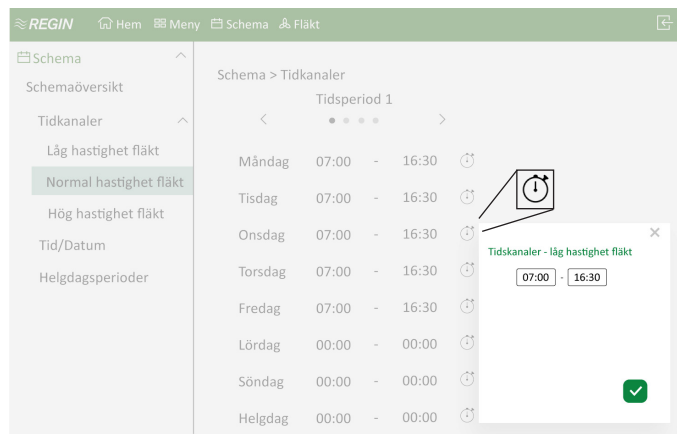 REGIN Hem Meny Schema Fläkt
Schema
Schemaöversikt
Tidkanaler
Låg hastighet fläkt
Normal hastighet fläkt
Hög hastighet fläkt
Tid/Datum
Helgdagsperioder
Schema > Tidkanaler
Tidsperiod 1
Måndag 07:00 - 16:30
Tisdag 07:00 - 16:30
Onsdag 07:00 - 16:30
Torsdag 07:00 - 16:30
Fredag 07:00 - 16:30
Lördag 00:00 - 00:00
Söndag 00:00 - 00:00
Helgdag 00:00 - 00:00
Tidskanaler - låg hastighet fläkt
07:00 - 16:30